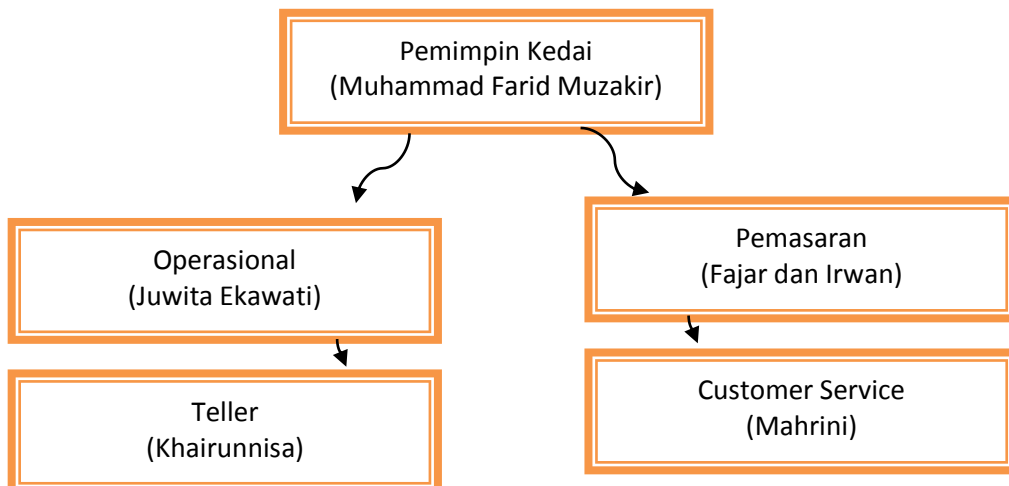 Pemimpin Kedai
(Muhammad Farid Muzakir)
Operasional
(Juwita Ekawati)
Pemasaran
(Fajar dan Irwan)
Teller
(Khairunnisa)
Customer Service
(Mahrini)